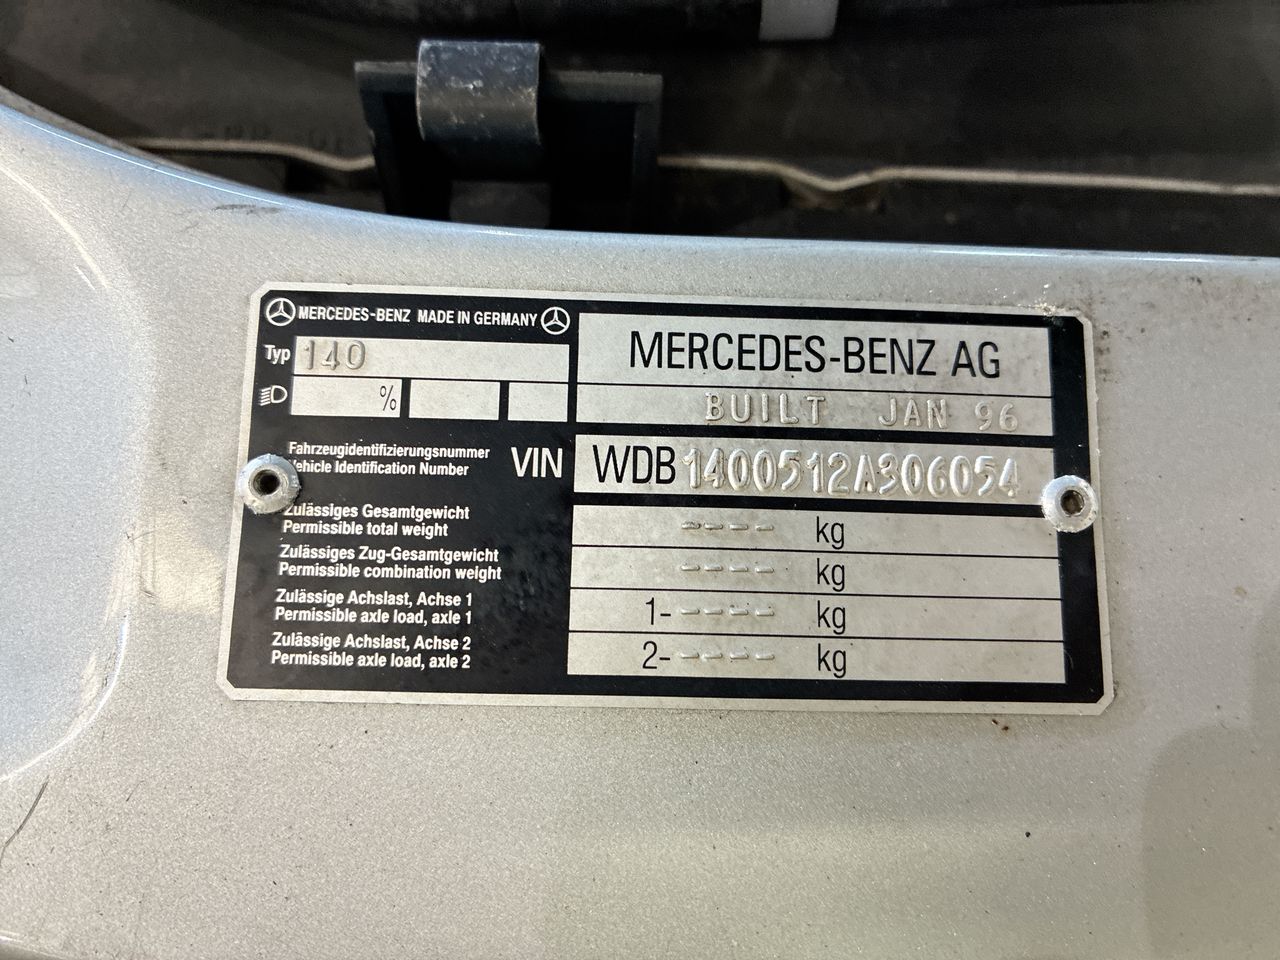 MERCEDES-BENZ MADE IN GERMANY
Typ 140
%
MERCEDES-BENZ AG
BUILT JAN 96
Fahrzeugidentifizierungsnummer
Vehicle Identification Number
VIN WDB1400512A306054
Zulässiges Gesamtgewicht
Permissible total weight
---- kg
Zulässiges Zug-Gesamtgewicht
Permissible combination weight
---- kg
Zulässige Achslast, Achse 1
Permissible axle load, axle 1
1- ---- kg
Zulässige Achslast, Achse 2
Permissible axle load, axle 2
2- ---- kg